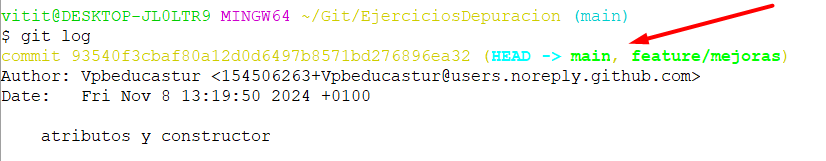 vitit@DESKTOP-JL0LTR9 MINGW64 ~/Git/EjerciciosDepuracion (main)
$ git log
commit 93540f3cbaf80a12d0d6497b8571bd276896ea32 (HEAD -> main, feature/mejoras)
Author: Vpbeducastur <154506263+Vpbeducastur@users.noreply.github.com>
Date:   Fri Nov 8 13:19:50 2024 +0100
    atributos y constructor